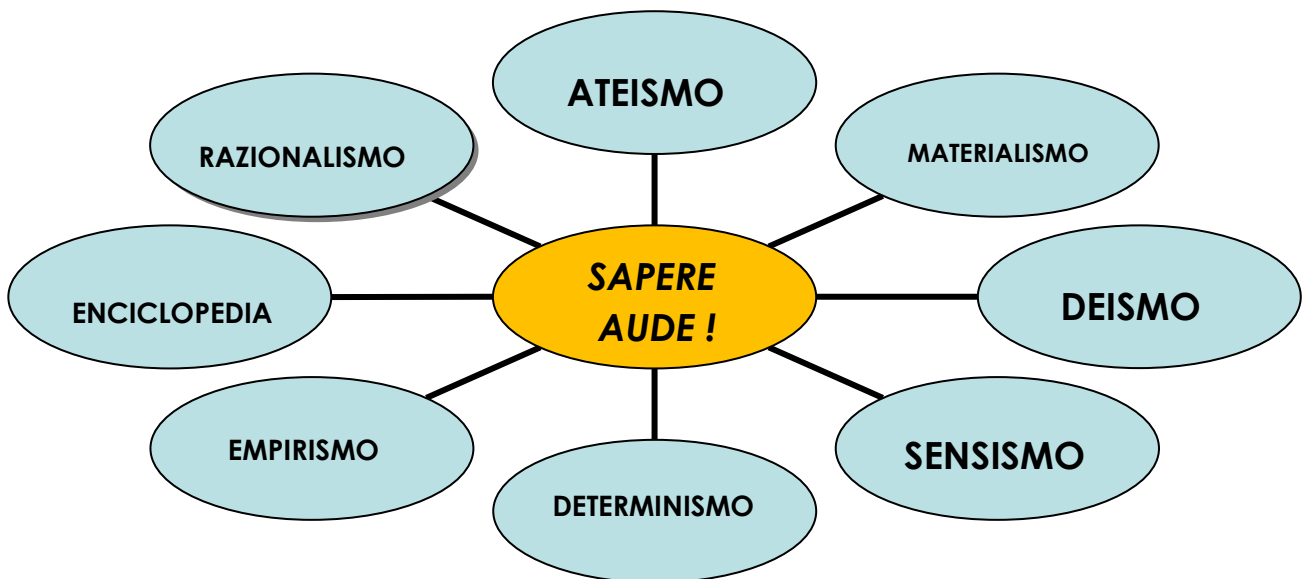 ATEISMO
RAZIONALISMO
MATERIALISMO
SAPERE
AUDE !
ENCICLOPEDIA
DEISMO
EMPIRISMO
SENSISMO
DETERMINISMO